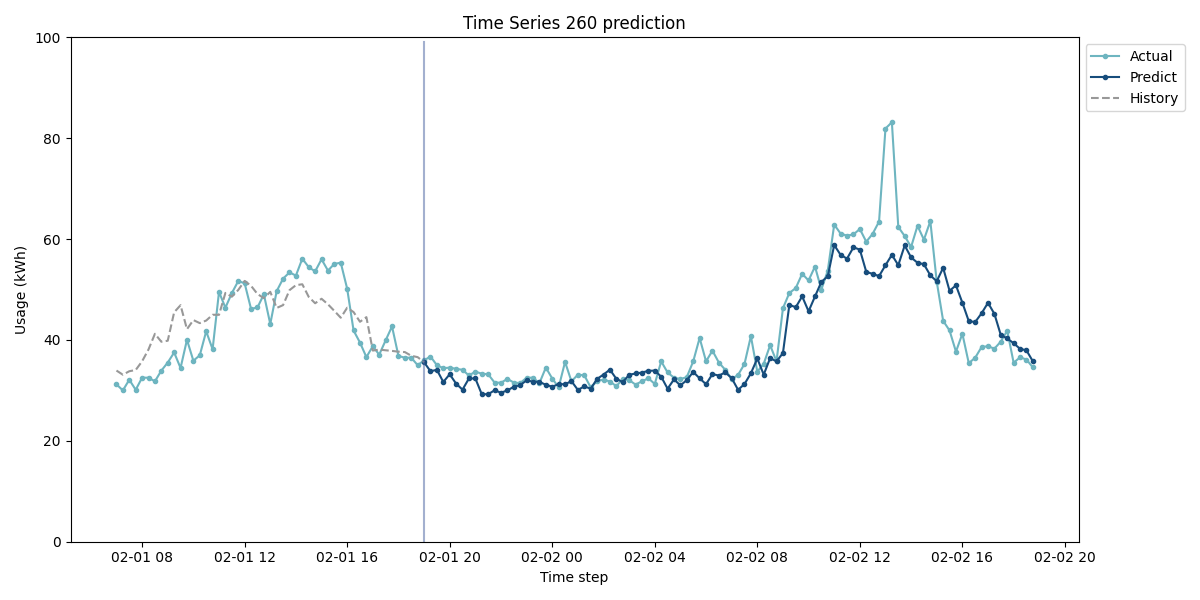 Time Series 260 prediction
100
80
60
40
20
0
Usage (kWh)
02-01 08
02-01 12
02-01 16
02-01 20
02-02 00
02-02 04
02-02 08
02-02 12
02-02 16
02-02 20
Time step
Actual
Predict
History